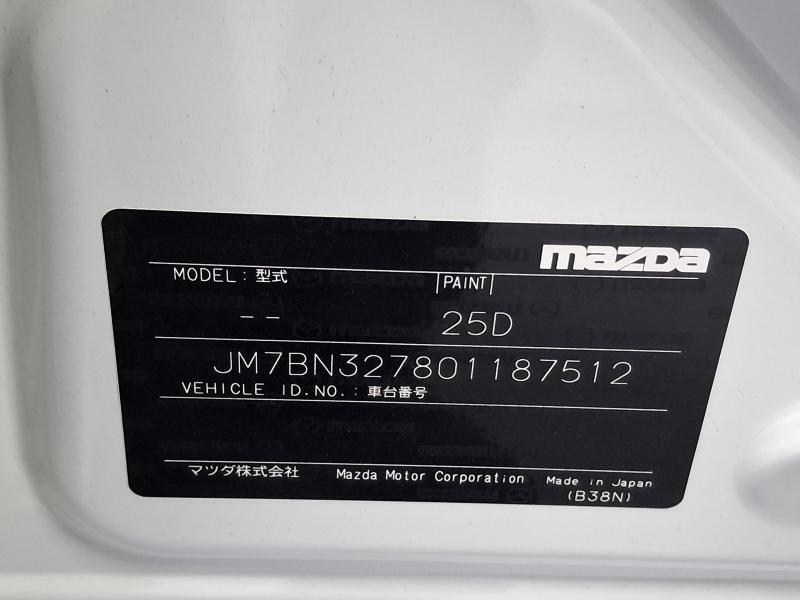 mazda
MODEL : 型式 PAINT
-- 25D
JM7BN327801187512
VEHICLE ID.NO. : 車台番号
マツダ株式会社 Mazda Motor Corporation Made in Japan
(B38N)